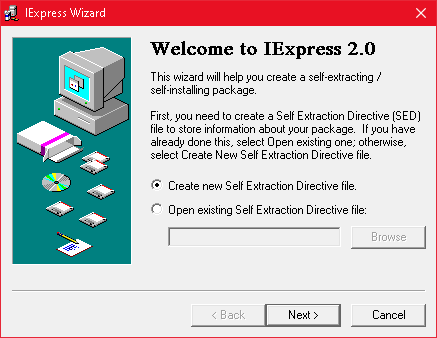 IExpress Wizard
Welcome to IExpress 2.0
This wizard will help you create a self-extracting /
self-installing package.
First, you need to create a Self Extraction Directive (SED)
file to store information about your package.  If you have
already done this, select Open existing one; otherwise,
select Create New Self Extraction Directive file.
Create new Self Extraction Directive file.
Open existing Self Extraction Directive file:
Browse
< Back
Next >
Cancel